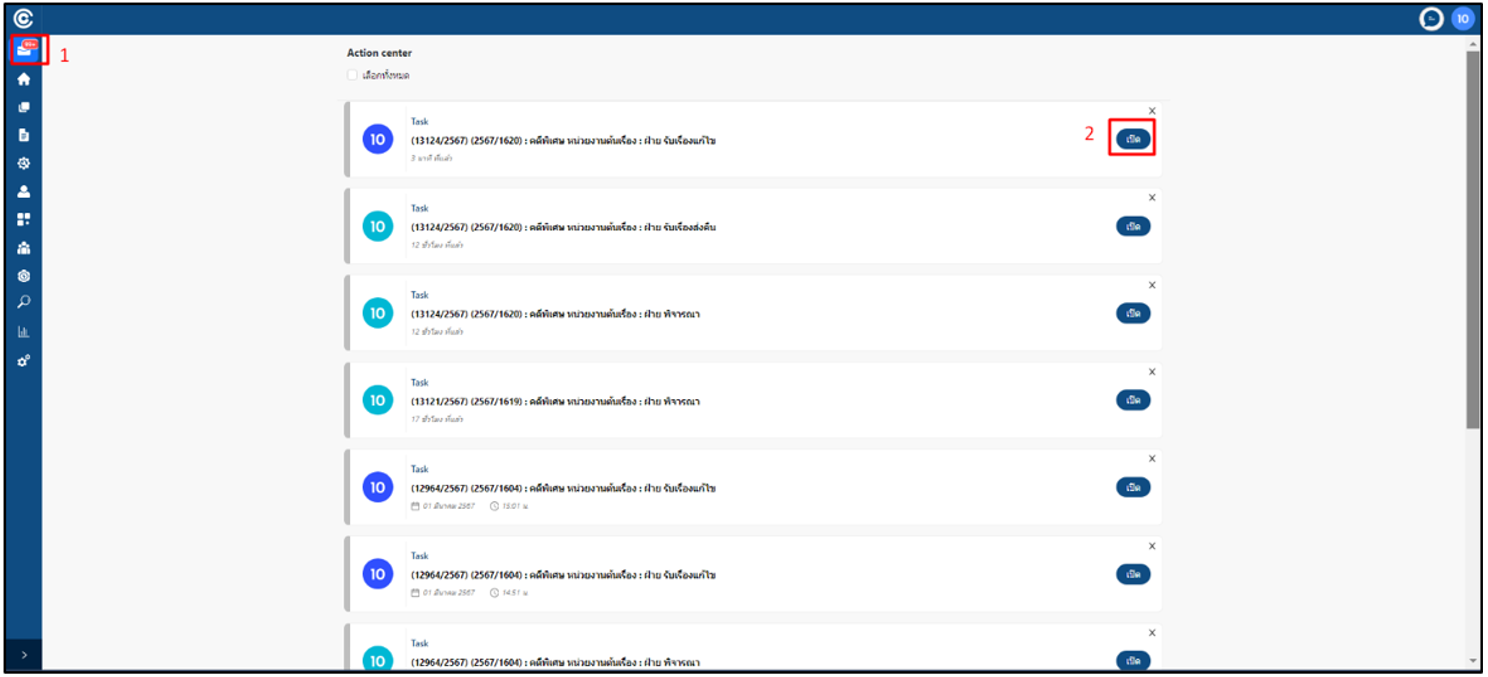 10
99+
1
Action center
เลือกทั้งหมด
X
Task
10
(13124/2567) (2567/1620) : คดีพิเศษ หน่วยงานต้นเรื่อง : ฝ่าย รับเรื่องแก้ไข
2
เปิด
3 นาที ที่แล้ว
X
Task
10
(13124/2567) (2567/1620) : คดีพิเศษ หน่วยงานต้นเรื่อง : ฝ่าย รับเรื่องส่งคืน
เปิด
12 ชั่วโมง ที่แล้ว
X
Task
10
(13124/2567) (2567/1620) : คดีพิเศษ หน่วยงานต้นเรื่อง : ฝ่าย พิจารณา
เปิด
12 ชั่วโมง ที่แล้ว
X
Task
10
(13121/2567) (2567/1619) : คดีพิเศษ หน่วยงานต้นเรื่อง : ฝ่าย พิจารณา
เปิด
17 ชั่วโมง ที่แล้ว
X
Task
10
(12964/2567) (2567/1604) : คดีพิเศษ หน่วยงานต้นเรื่อง : ฝ่าย รับเรื่องแก้ไข
เปิด
01 มีนาคม 2567 15:01 น
X
Task
10
(12964/2567) (2567/1604) : คดีพิเศษ หน่วยงานต้นเรื่อง : ฝ่าย รับเรื่องแก้ไข
เปิด
01 มีนาคม 2567 14:51 น
X
Task
10
(12964/2567) (2567/1604) : คดีพิเศษ หน่วยงานต้นเรื่อง : ฝ่าย พิจารณา
เปิด